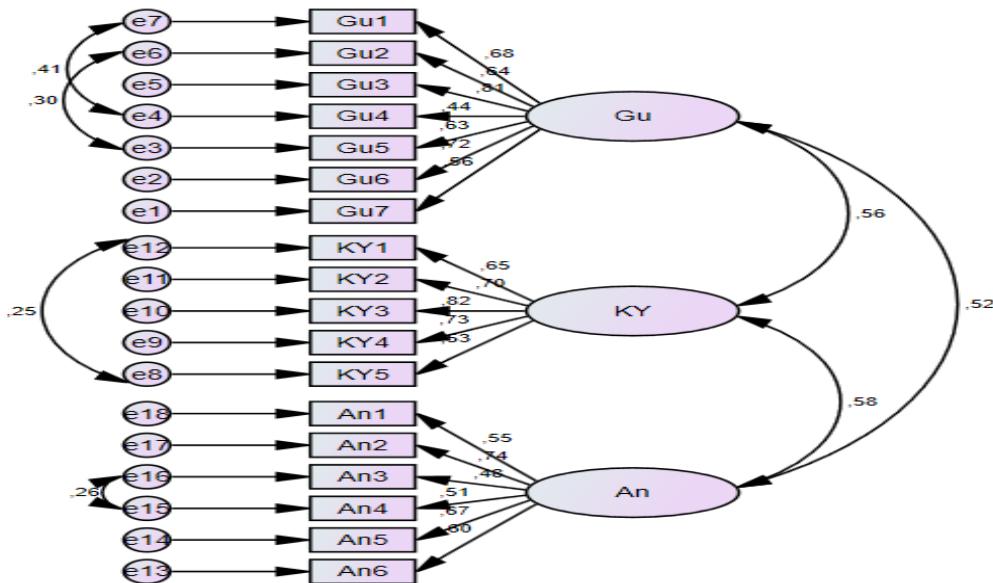 e7 Gu1
e6 Gu2 ,68
,64
,41 e5 Gu3 ,81
,30 e4 Gu4 ,44 Gu
e3 Gu5 ,63
,72
e2 Gu6 ,56
e1 Gu7 ,56
e12 KY1
,65
e11 KY2 ,70
,25 e10 KY3 ,82 KY ,52
e9 KY4 ,73
,53
e8 KY5
,58
e18 An1
,55
e17 An2 ,74
e16 An3 ,48
,26 ,51 An
e15 An4 ,67
e14 An5 ,60
e13 An6